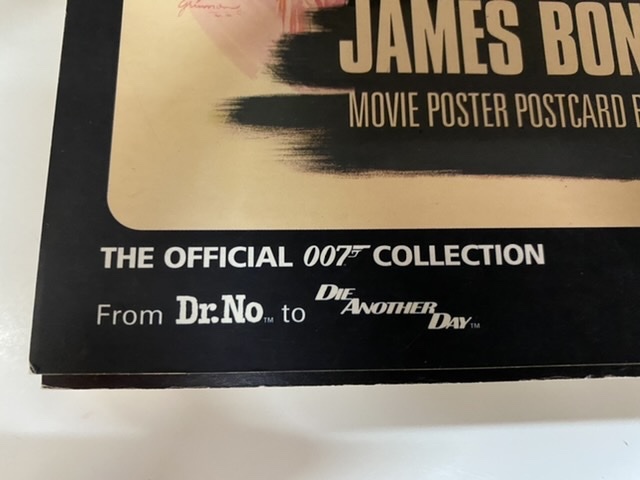 JAMES BON
MOVIE POSTER POSTCARD
THE OFFICIAL 007 COLLECTION
From Dr.No™ to DIE ANOTHER DAY™